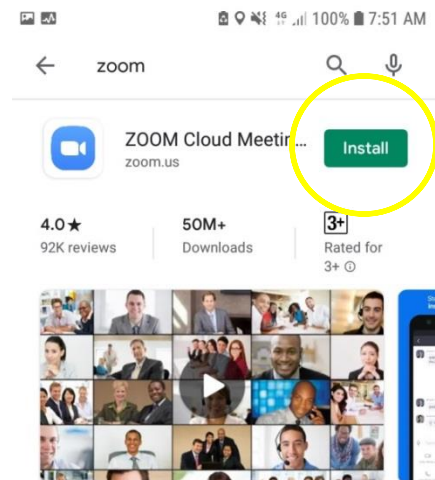 4G 100% 7:51 AM
zoom
ZOOM Cloud Meetin...
Install
zoom.us
4.0★ 50M+ 3+
92K reviews Downloads Rated for
3+